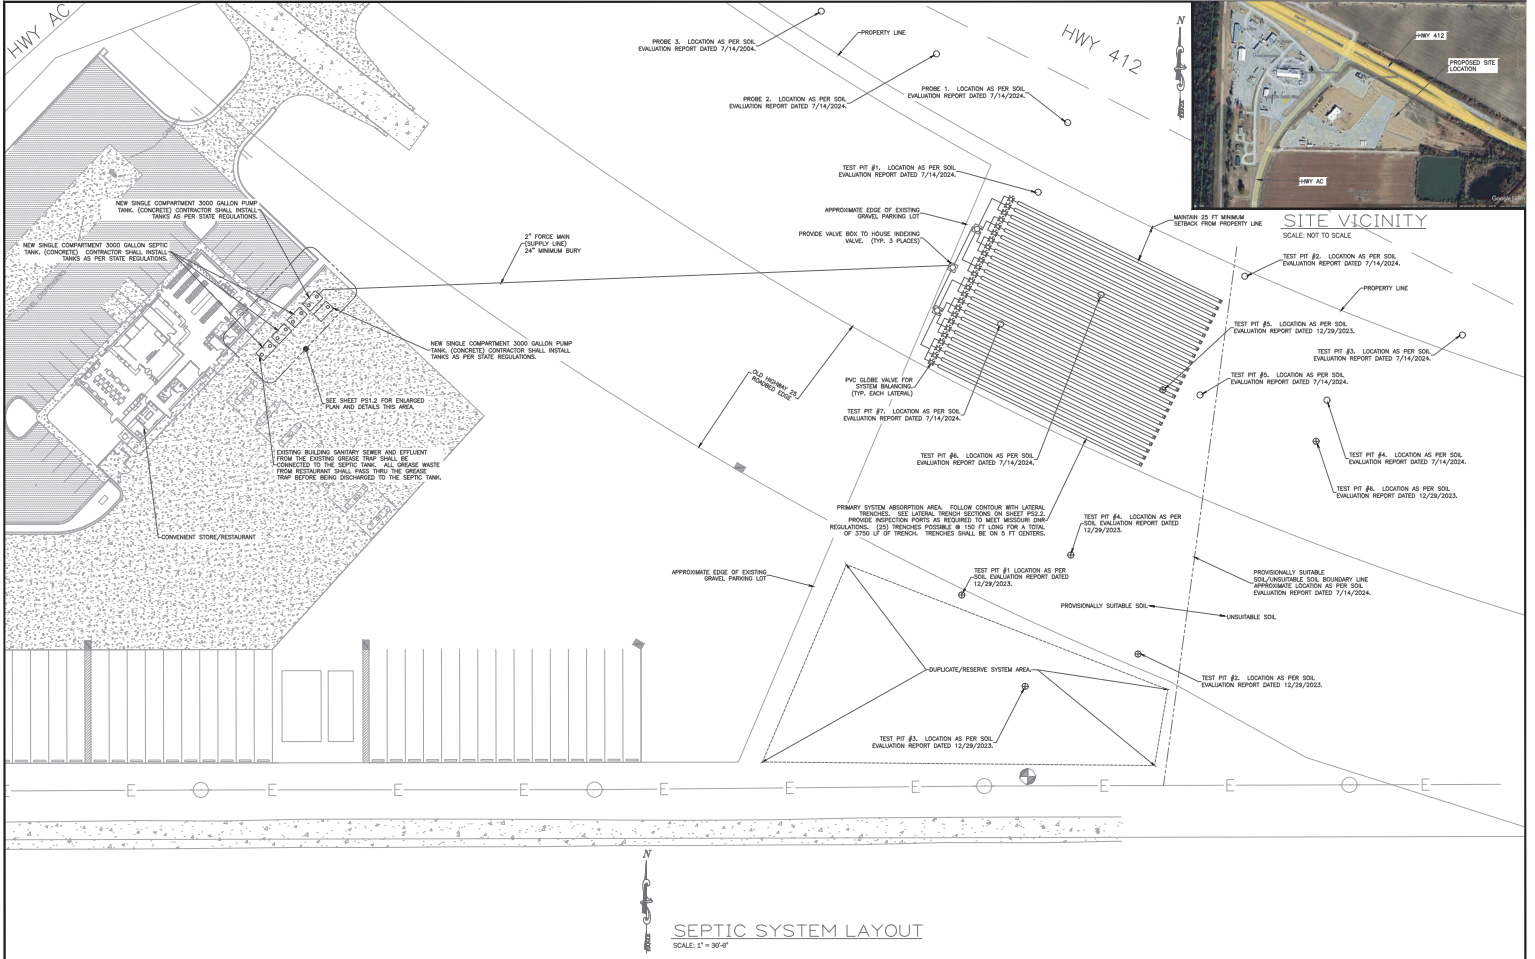 HWY AC
PROBE 3. LOCATION AS PER SOIL
EVALUATION REPORT DATED 7/14/2004.
PROPERTY LINE
HWY 412
N
HWY 412
PROPOSED SITE
LOCATION
HWY AC
SITE VICINITY
SCALE: NOT TO SCALE
PROBE 2. LOCATION AS PER SOIL
EVALUATION REPORT DATED 7/14/2024.
PROBE 1. LOCATION AS PER SOIL
EVALUATION REPORT DATED 7/14/2024.
TEST PIT #1. LOCATION AS PER SOIL
EVALUATION REPORT DATED 7/14/2024.
NEW SINGLE COMPARTMENT 3000 GALLON PUMP
TANK. (CONCRETE) CONTRACTOR SHALL INSTALL
TANKS AS PER STATE REGULATIONS.
NEW SINGLE COMPARTMENT 3000 GALLON SEPTIC
TANK. (CONCRETE) CONTRACTOR SHALL INSTALL
TANKS AS PER STATE REGULATIONS.
2" FORCE MAIN
(SUPPLY LINE)
24" MINIMUM BURY
APPROXIMATE EDGE OF EXISTING
GRAVEL PARKING LOT
PROVIDE VALVE BOX TO HOUSE INDEXING
VALVE. (TYP. 3 PLACES)
MAINTAIN 25 FT MINIMUM
SETBACK FROM PROPERTY LINE
TEST PIT #2. LOCATION AS PER SOIL
EVALUATION REPORT DATED 7/14/2024.
PROPERTY LINE
TEST PIT #5. LOCATION AS PER SOIL
EVALUATION REPORT DATED 12/29/2023.
TEST PIT #3. LOCATION AS PER SOIL
EVALUATION REPORT DATED 7/14/2024.
TEST PIT #5. LOCATION AS PER SOIL
EVALUATION REPORT DATED 7/14/2024.
NEW SINGLE COMPARTMENT 3000 GALLON PUMP
TANK. (CONCRETE) CONTRACTOR SHALL INSTALL
TANKS AS PER STATE REGULATIONS.
OLD HIGHWAY 25
ROADBED EDGE
PVC GLOBE VALVE FOR
SYSTEM BALANCING
(TYP. EACH LATERAL)
SEE SHEET PS1.2 FOR ENLARGED
PLAN AND DETAILS THIS AREA.
TEST PIT #7. LOCATION AS PER SOIL
EVALUATION REPORT DATED 7/14/2024.
TEST PIT #6. LOCATION AS PER SOIL
EVALUATION REPORT DATED 7/14/2024.
TEST PIT #4. LOCATION AS PER SOIL
EVALUATION REPORT DATED 7/14/2024.
TEST PIT #6. LOCATION AS PER SOIL
EVALUATION REPORT DATED 12/29/2023.
EXISTING BUILDING SANITARY SEWER AND EFFLUENT
FROM THE EXISTING GREASE TRAP SHALL BE
CONNECTED TO THE SEPTIC TANK. ALL GREASE WASTE
FROM RESTAURANT SHALL PASS THRU THE GREASE
TRAP BEFORE BEING DISCHARGED TO THE SEPTIC TANK.
PRIMARY SYSTEM ABSORPTION AREA. FOLLOW CONTOUR WITH LATERAL
TRENCHES. SEE LATERAL TRENCH SECTIONS ON SHEET PS2.2.
PROVIDE INSPECTION PORTS AS REQUIRED TO MEET MISSOURI DNR
REGULATIONS. (25) TRENCHES POSSIBLE @ 150 FT LONG FOR A TOTAL
OF 3750 LF OF TRENCH. TRENCHES SHALL BE ON 5 FT CENTERS.
TEST PIT #4. LOCATION AS PER
SOIL EVALUATION REPORT DATED
12/29/2023.
CONVENIENT STORE/RESTAURANT
APPROXIMATE EDGE OF EXISTING
GRAVEL PARKING LOT
TEST PIT #1 LOCATION AS PER
SOIL EVALUATION REPORT DATED
12/29/2023.
PROVISIONALLY SUITABLE
SOIL/UNSUITABLE SOIL BOUNDARY LINE
APPROXIMATE LOCATION AS PER SOIL
EVALUATION REPORT DATED 7/14/2024.
PROVISIONALLY SUITABLE SOIL
UNSUITABLE SOIL
DUPLICATE/RESERVE SYSTEM AREA.
TEST PIT #2. LOCATION AS PER SOIL
EVALUATION REPORT DATED 12/29/2023.
TEST PIT #3. LOCATION AS PER SOIL
EVALUATION REPORT DATED 12/29/2023.
E E E E E E E E E E E
N
SEPTIC SYSTEM LAYOUT
SCALE: 1" = 30'-0"